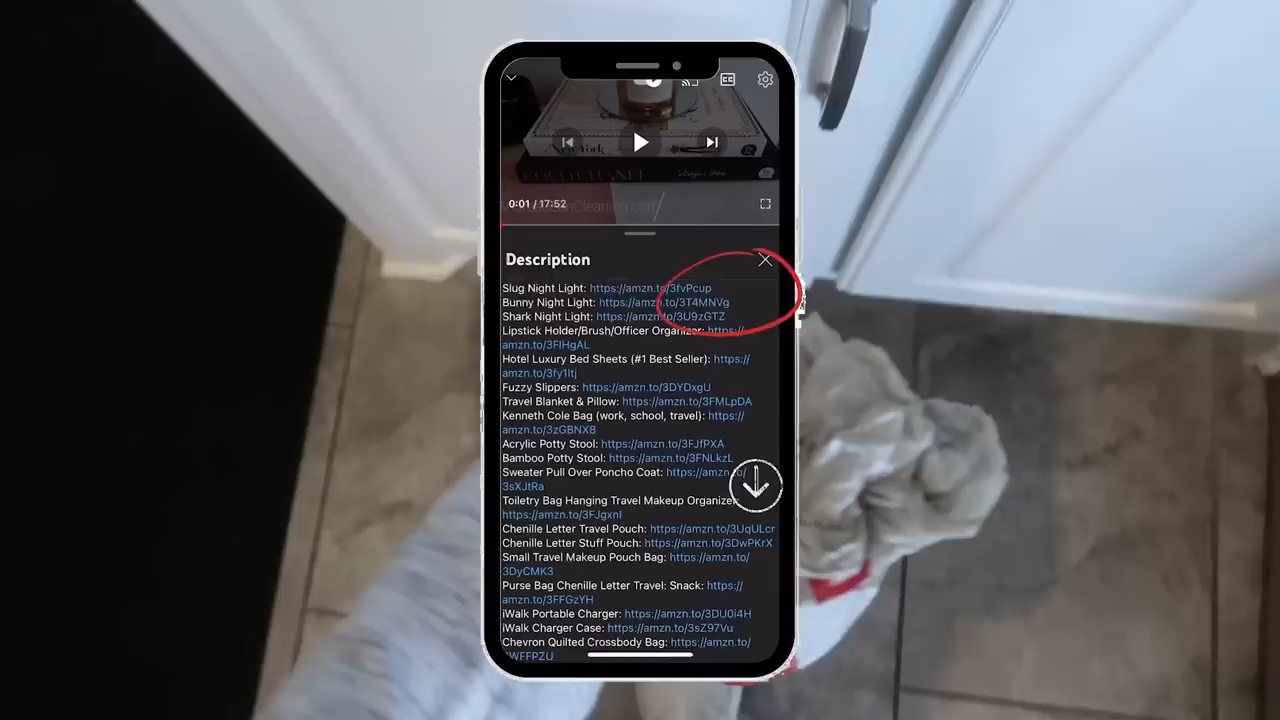 NewYork
COCO CHANEL
0:01 / 17:52
Description
Slug Night Light: https://amzn.to/3fvPcup
Bunny Night Light: https://amzn.to/3T4MNVg
Shark Night Light: https://amzn.to/3U9zGTZ
Lipstick Holder/Brush/Officer Organizer: https://
amzn.to/3FIHgAL
Hotel Luxury Bed Sheets (#1 Best Seller): https://
amzn.to/3fy1ltj
Fuzzy Slippers: https://amzn.to/3DYDxgU
Travel Blanket & Pillow: https://amzn.to/3FMLpDA
Kenneth Cole Bag (work, school, travel): https://
amzn.to/3zGBNX8
Acrylic Potty Stool: https://amzn.to/3FJfPXA
Bamboo Potty Stool: https://amzn.to/3FNLkzL
Sweater Pull Over Poncho Coat: https://amzn.to/
3sXJtRa
Toiletry Bag Hanging Travel Makeup Organizer:
https://amzn.to/3FJgxnI
Chenille Letter Travel Pouch: https://amzn.to/3UqULcr
Chenille Letter Stuff Pouch: https://amzn.to/3DwPKrX
Small Travel Makeup Pouch Bag: https://amzn.to/
3DyCMK3
Purse Bag Chenille Letter Travel: Snack: https://
amzn.to/3FFGzYH
iWalk Portable Charger: https://amzn.to/3DU0i4H
iWalk Charger Case: https://amzn.to/3sZ97Vu
Chevron Quilted Crossbody Bag: https://amzn.to/